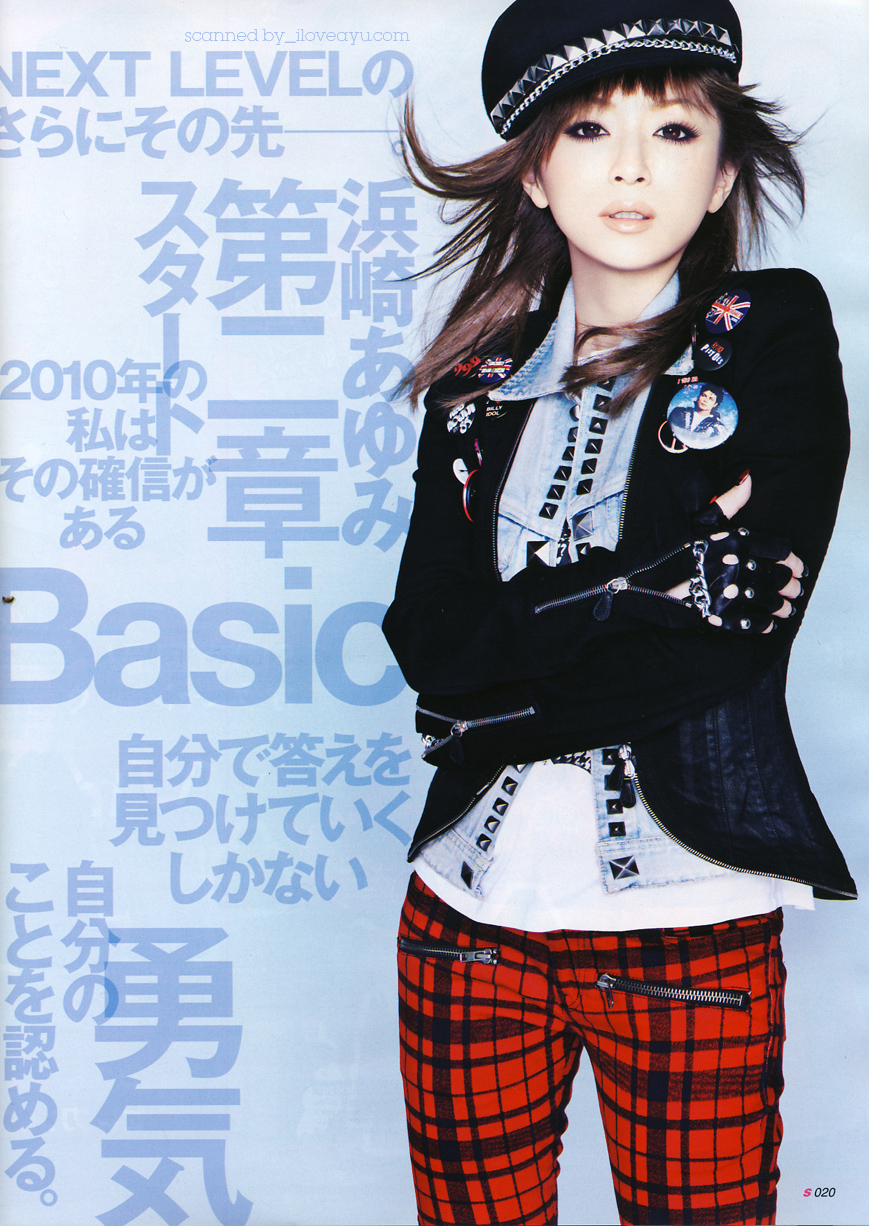 scanned by_iloveayu.com
NEXT LEVELの
さらにその先――。
浜崎あゆみ
第二章
スタート
2010年の
私は
その確信が
ある
Basic
自分で答えを
見つけていく
しかない
勇気
自分の
ことを認める。
BILLY
IDOL
S 020